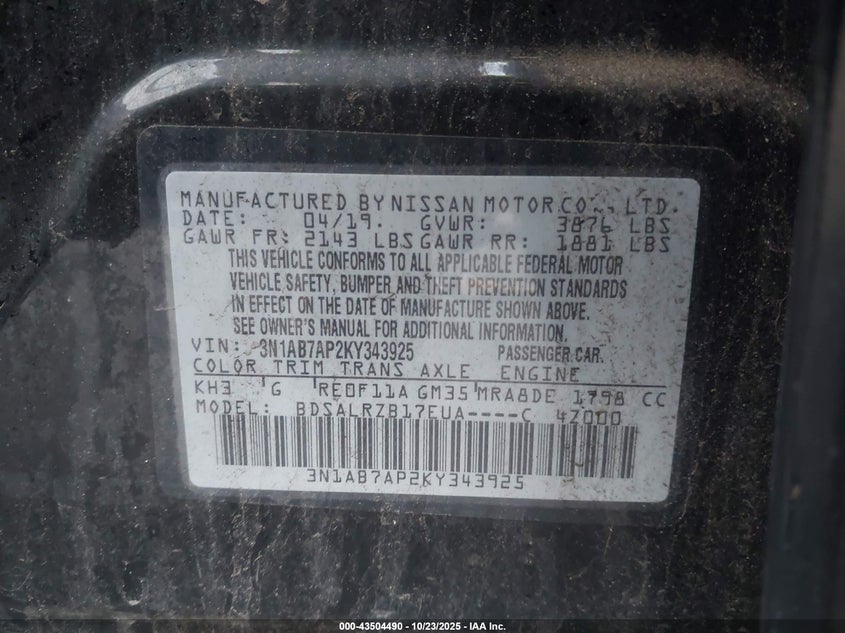 MANUFACTURED BY NISSAN MOTOR CO., LTD.
DATE: 04/19. GVWR: 3876 LBS
GAWR FR: 2143 LBS GAWR RR: 1881 LBS
THIS VEHICLE CONFORMS TO ALL APPLICABLE FEDERAL MOTOR
VEHICLE SAFETY, BUMPER AND THEFT PREVENTION STANDARDS
IN EFFECT ON THE DATE OF MANUFACTURE SHOWN ABOVE.
SEE OWNER'S MANUAL FOR ADDITIONAL INFORMATION.
VIN: 3N1AB7AP2KY343925 PASSENGER CAR.
COLOR TRIM TRANS AXLE ENGINE
KH3 G RE0F11A GM35 MRA8DE 1798 CC
MODEL: BDSALRZB17EUA----C 4Z000
3N1AB7AP2KY343925
000-43504490 - 10/23/2025 - IAA Inc.